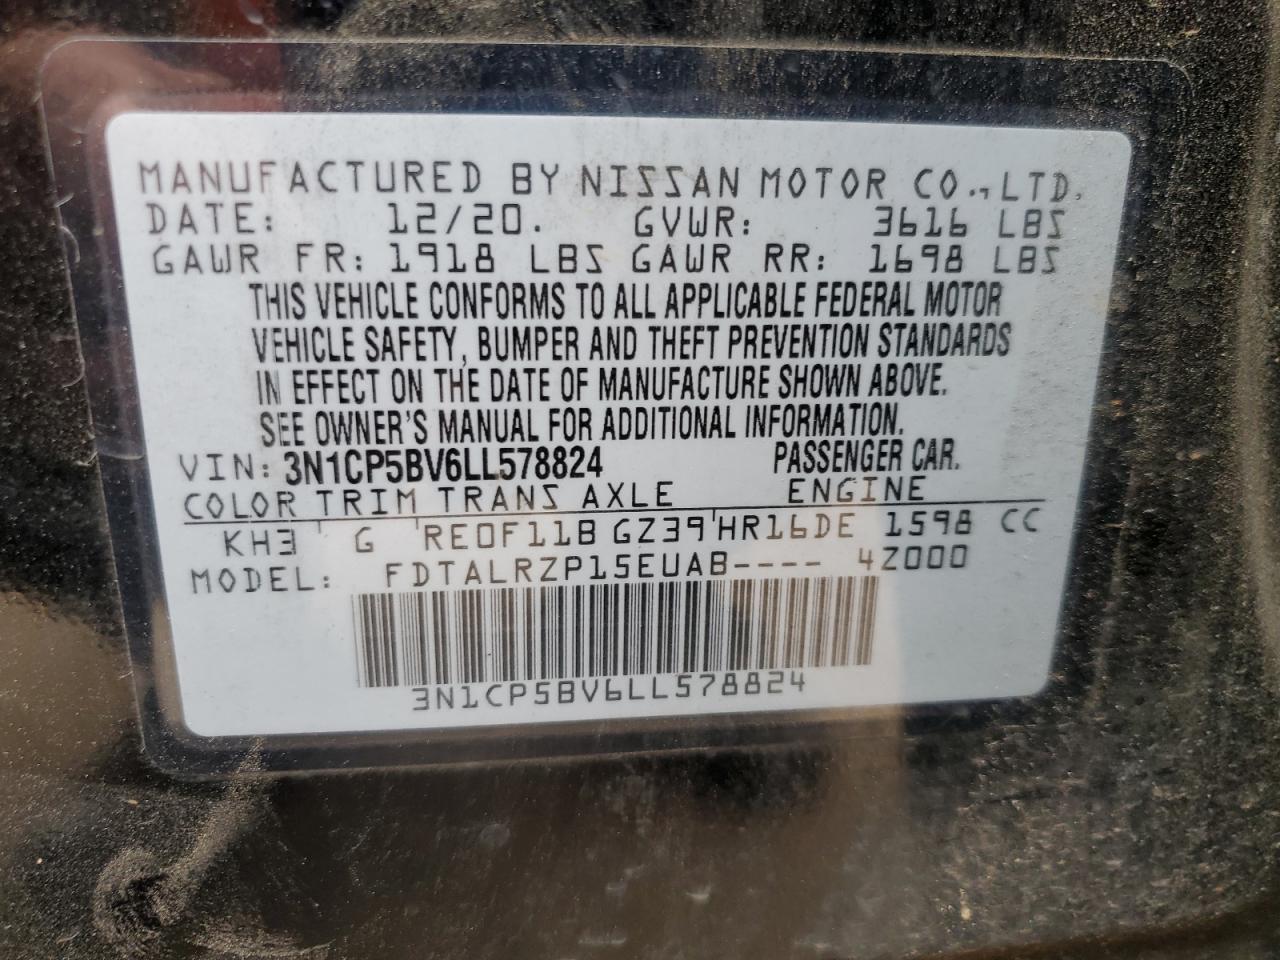 MANUFACTURED BY NISSAN MOTOR CO., LTD.
DATE: 12/20. GVWR: 3616 LBS
GAWR FR: 1918 LBS GAWR RR: 1698 LBS
THIS VEHICLE CONFORMS TO ALL APPLICABLE FEDERAL MOTOR
VEHICLE SAFETY, BUMPER AND THEFT PREVENTION STANDARDS
IN EFFECT ON THE DATE OF MANUFACTURE SHOWN ABOVE.
SEE OWNER'S MANUAL FOR ADDITIONAL INFORMATION.
VIN: 3N1CP5BV6LL578824 PASSENGER CAR.
COLOR TRIM TRANS AXLE ENGINE
KH3 G RE0F11B GZ39 HR16DE 1598 CC
MODEL: FDTALRZP15EUAB---- 4Z000
3N1CP5BV6LL578824